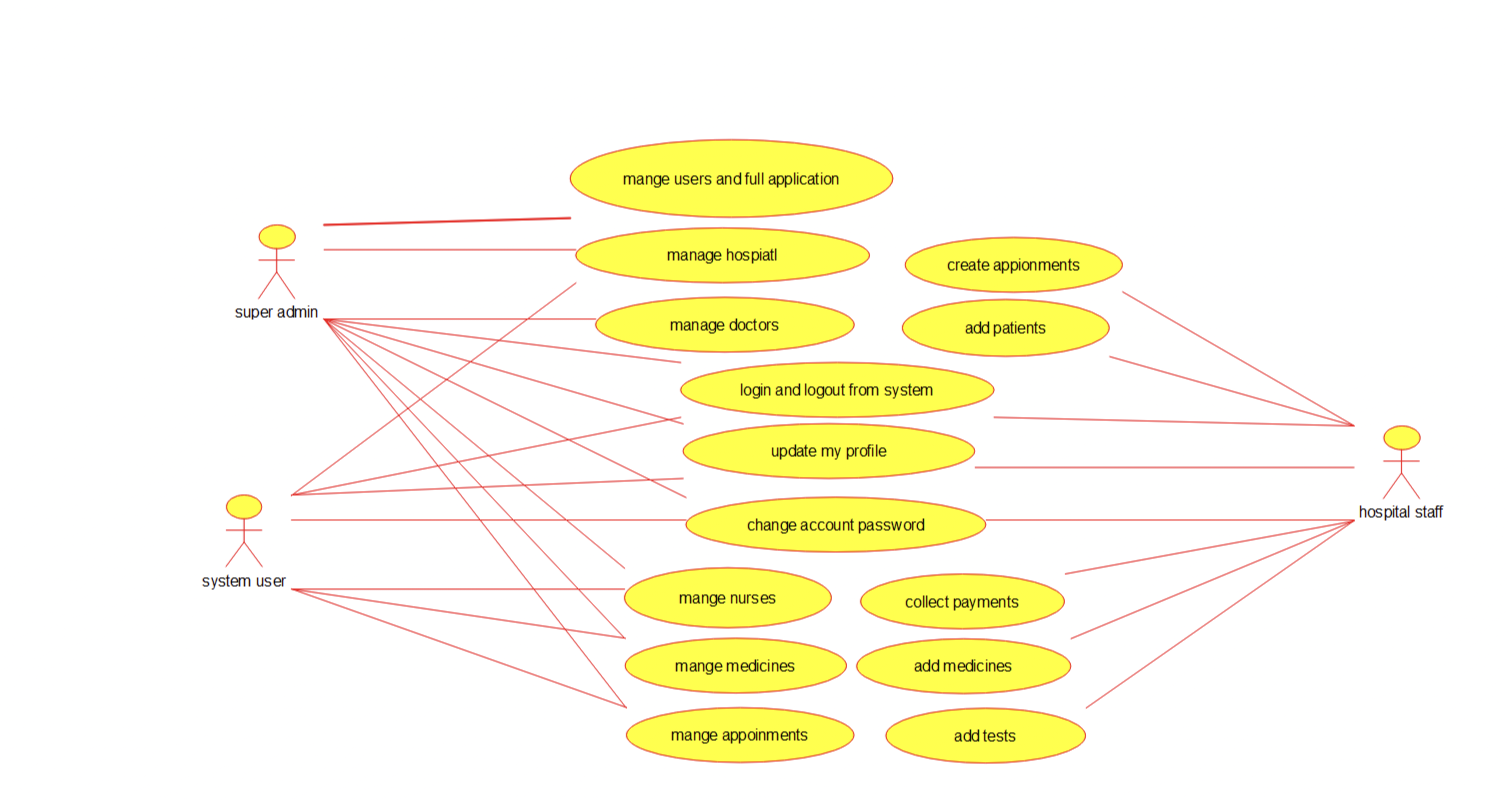 mange users and full application
manage hospiatl
create appionments
super admin
manage doctors
add patients
login and logout from system
update my profile
hospital staff
change account password
system user
mange nurses
collect payments
mange medicines
add medicines
mange appoinments
add tests